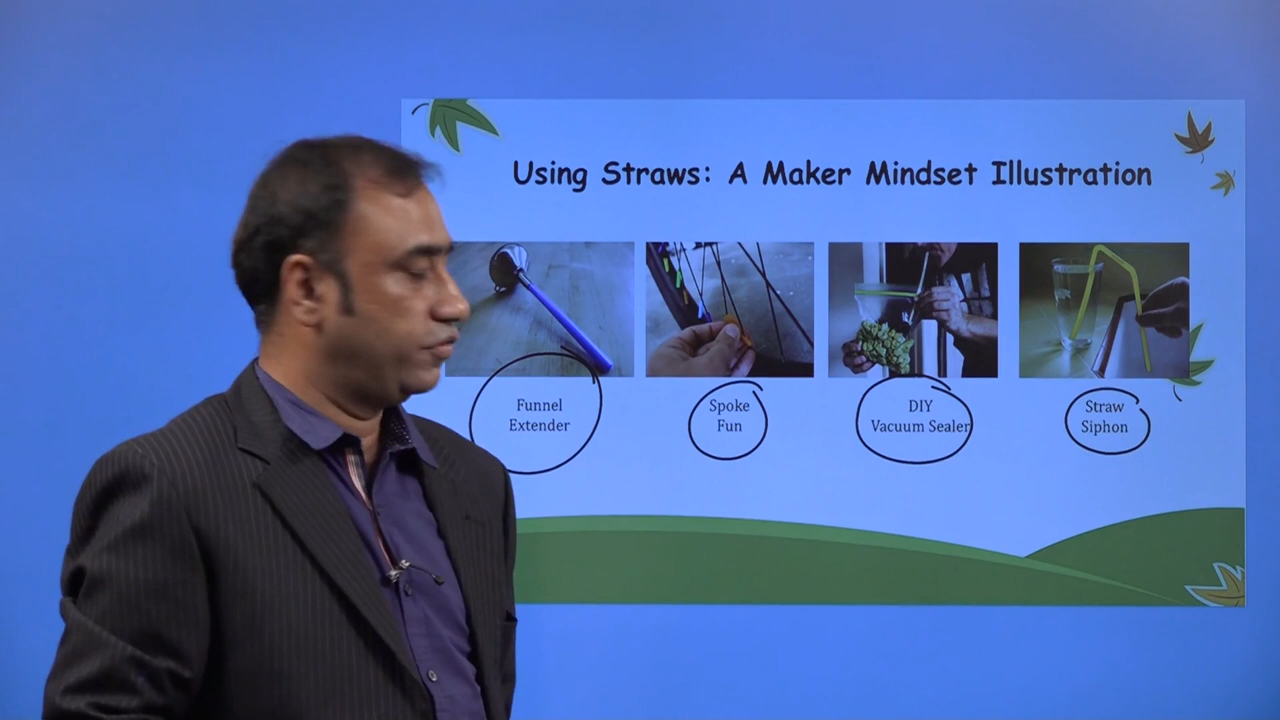 Using Straws: A Maker Mindset Illustration
Funnel
Extender
Spoke
Fun
DIY
Vacuum Sealer
Straw
Siphon